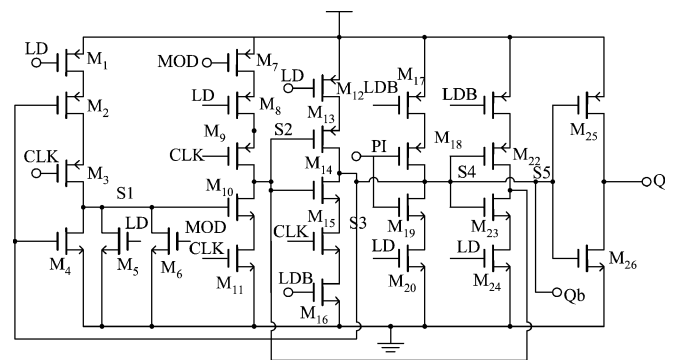 LD
M1
M2
CLK
M3
S1
M4
LD
M5
MOD
M6
MOD
M7
LD
M8
M9
CLK
M10
CLK
M11
S2
LD
M12
M13
M14
M15
CLK
S3
LDB
M16
LDB
M17
PI
M18
M19
LD
M20
S4
LDB
M22
M23
LD
M24
S5
M25
M26
Q
Qb